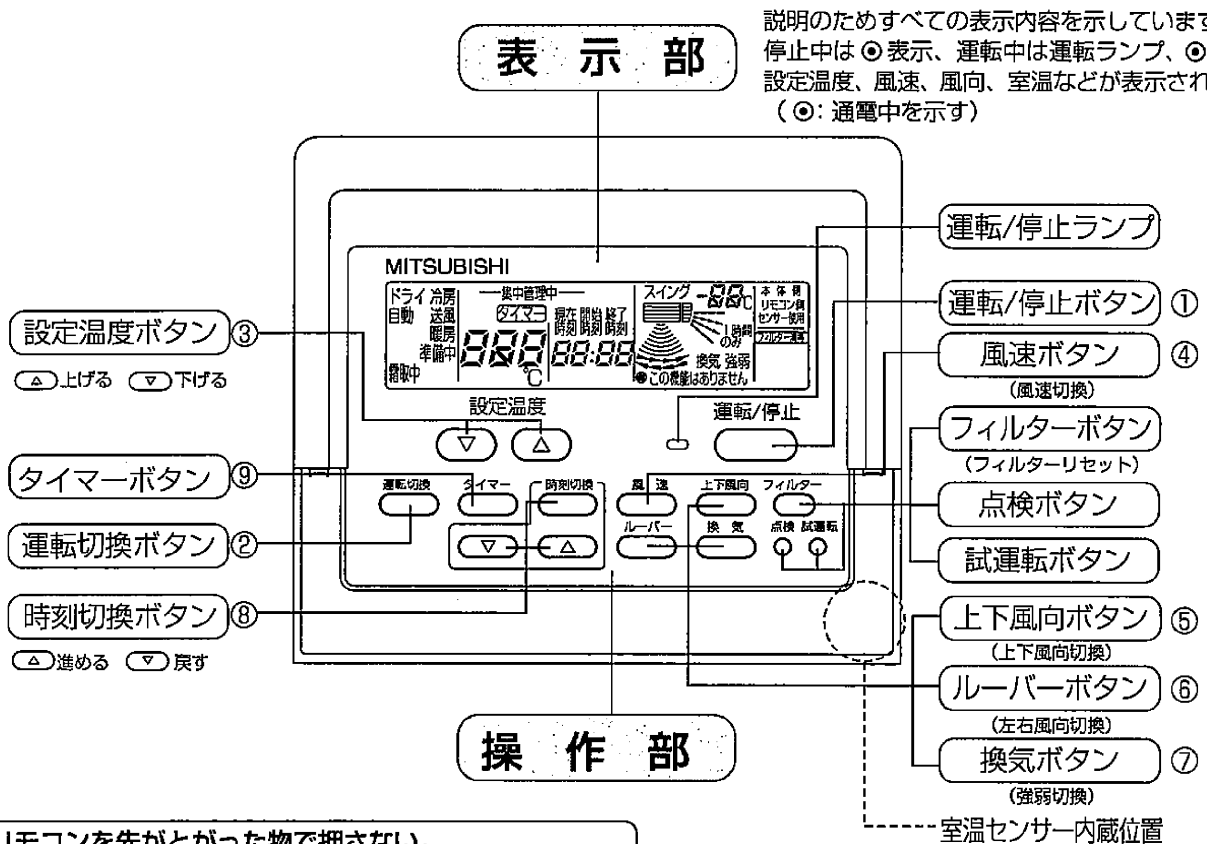 説明のためすべての表示内容を示しています
停止中は ⦿ 表示、運転中は運転ランプ、⦿
設定温度、風速、風向、室温などが表示され
(⦿: 通電中を示す)
表示部
MITSUBISHI
ドライ 冷房
自動 送風
暖房
準備中
霜取中
集中管理中
タイマー
現在時刻 開始時刻 終了時刻
888
℃
88:88
スイング
-88℃
1時間のみ
換気 強弱
⦿この機能はありません
本体側
リモコン側
センサー使用
フィルター清掃
設定温度
▽ △
運転/停止
運転切換 タイマー 時刻切換 風速 上下風向 フィルター
▽ △ ルーバー 換気 点検 試運転
設定温度ボタン ③
△上げる ▽下げる
タイマーボタン ⑨
運転切換ボタン ②
時刻切換ボタン ⑧
△進める ▽戻す
運転/停止ランプ
運転/停止ボタン ①
風速ボタン ④
(風速切換)
フィルターボタン
(フィルターリセット)
点検ボタン
試運転ボタン
上下風向ボタン ⑤
(上下風向切換)
ルーバーボタン ⑥
(左右風向切換)
換気ボタン ⑦
(強弱切換)
室温センサー内蔵位置
操作部
リモコンを先がとがった物で押さない。